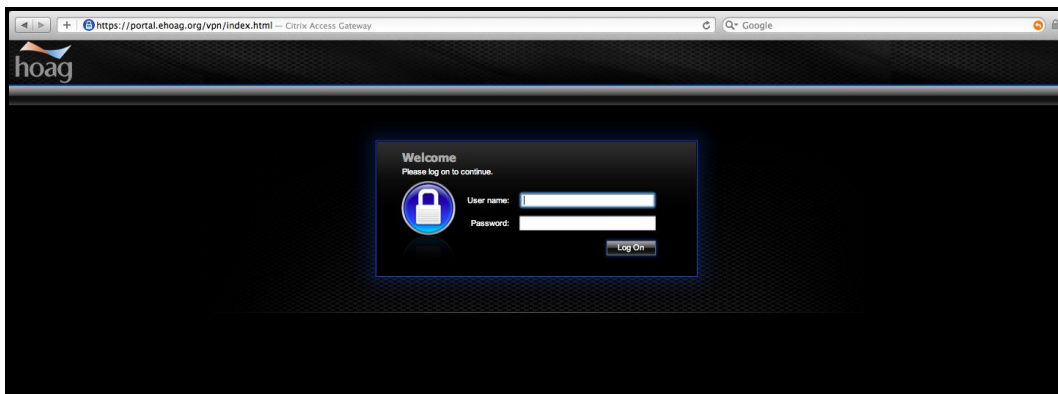 https://portal.ehoag.org/vpn/index.html — Citrix Access Gateway
Google
hoag
Welcome
Please log on to continue.
User name:
Password:
Log On